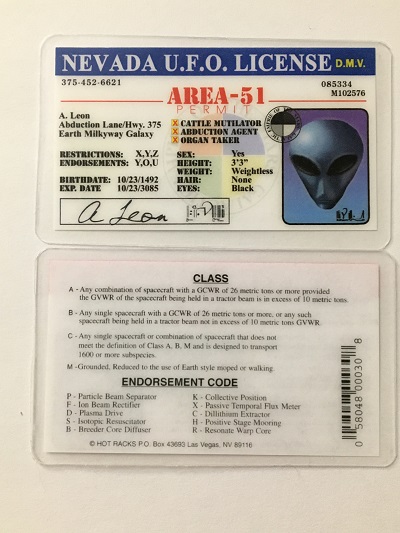 NEVADA U.F.O. LICENSE D.M.V.
375-452-6621 085334
M102576
AREA-51
PERMIT
A. Leon
Abduction Lane/Hwy. 375
Earth Milkyway Galaxy
X CATTLE MUTILATOR
X ABDUCTION AGENT
X ORGAN TAKER
RESTRICTIONS: X,Y,Z
ENDORSEMENTS: Y,O,U
BIRTHDATE: 10/23/1492
EXP. DATE 10/23/3085
SEX: Yes
HEIGHT: 3'3"
WEIGHT: Weightless
HAIR: None
EYES: Black
A Leon
CLASS
A - Any combination of spacecraft with a GCWR of 26 metric tons or more provided
the GVWR of the spacecraft being held in a tractor beam is in excess of 10 metric tons.
B - Any single spacecraft with a GCWR of 26 metric tons or more, or any such
spacecraft being held in a tractor beam not in excess of 10 metric tons GVWR.
C - Any single spacecraft or combination of spacecraft that does not
meet the definition of Class A, B, M and is designed to transport
1600 or more subspecies.
M -Grounded, Reduced to the use of Earth style moped or walking.
ENDORSEMENT CODE
P - Particle Beam Separator
F - Ion Beam Rectifier
D - Plasma Drive
S - Isotopic Resuscitator
B - Breeder Core Diffuser
K - Collective Position
X - Passive Temporal Flux Meter
C - Dillithium Extractor
H - Positive Stage Mooring
R - Resonate Warp Core
© HOT RACKS P.O. Box 43693 Las Vegas, NV 89116
0 58048 00030 8